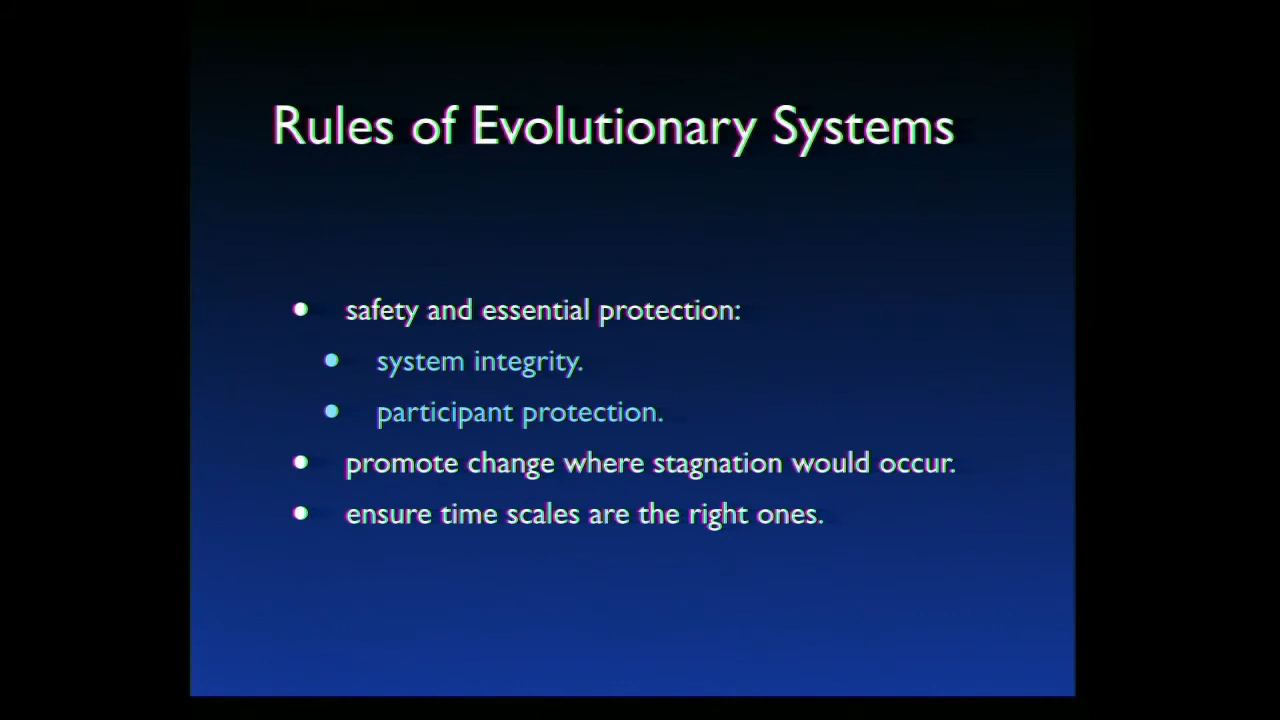 Rules of Evolutionary Systems
• safety and essential protection:
• system integrity.
• participant protection.
• promote change where stagnation would occur.
• ensure time scales are the right ones.